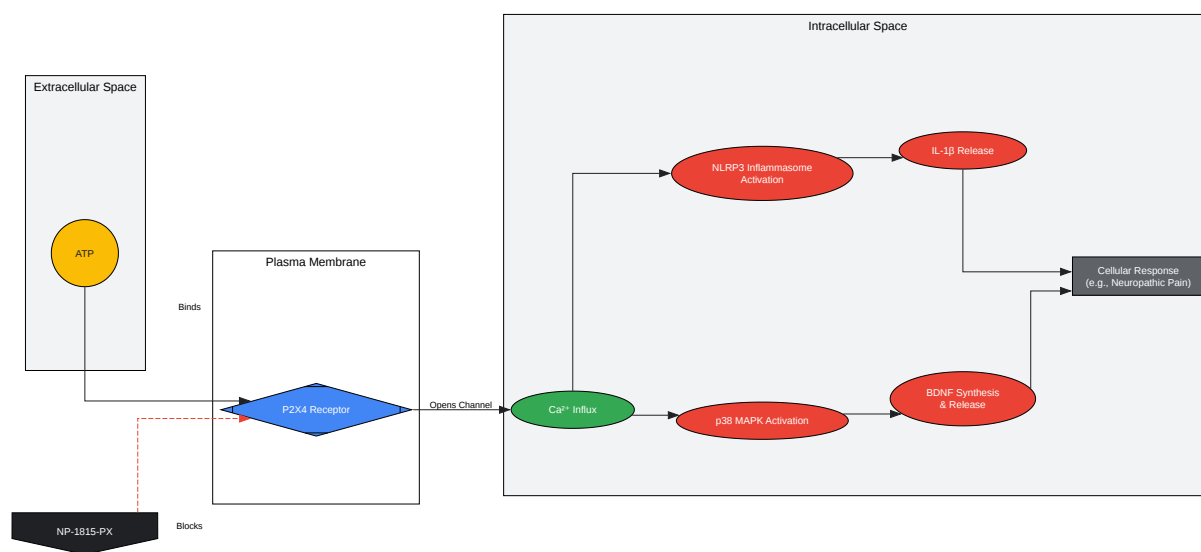 Intracellular Space
Extracellular Space
ATP
Plasma Membrane
Binds
P2X4 Receptor
Opens Channel
Ca²⁺ Influx
NLRP3 Inflammasome
Activation
IL-1β Release
p38 MAPK Activation
BDNF Synthesis
& Release
Cellular Response
(e.g., Neuropathic Pain)
NP-1815-PX
Blocks